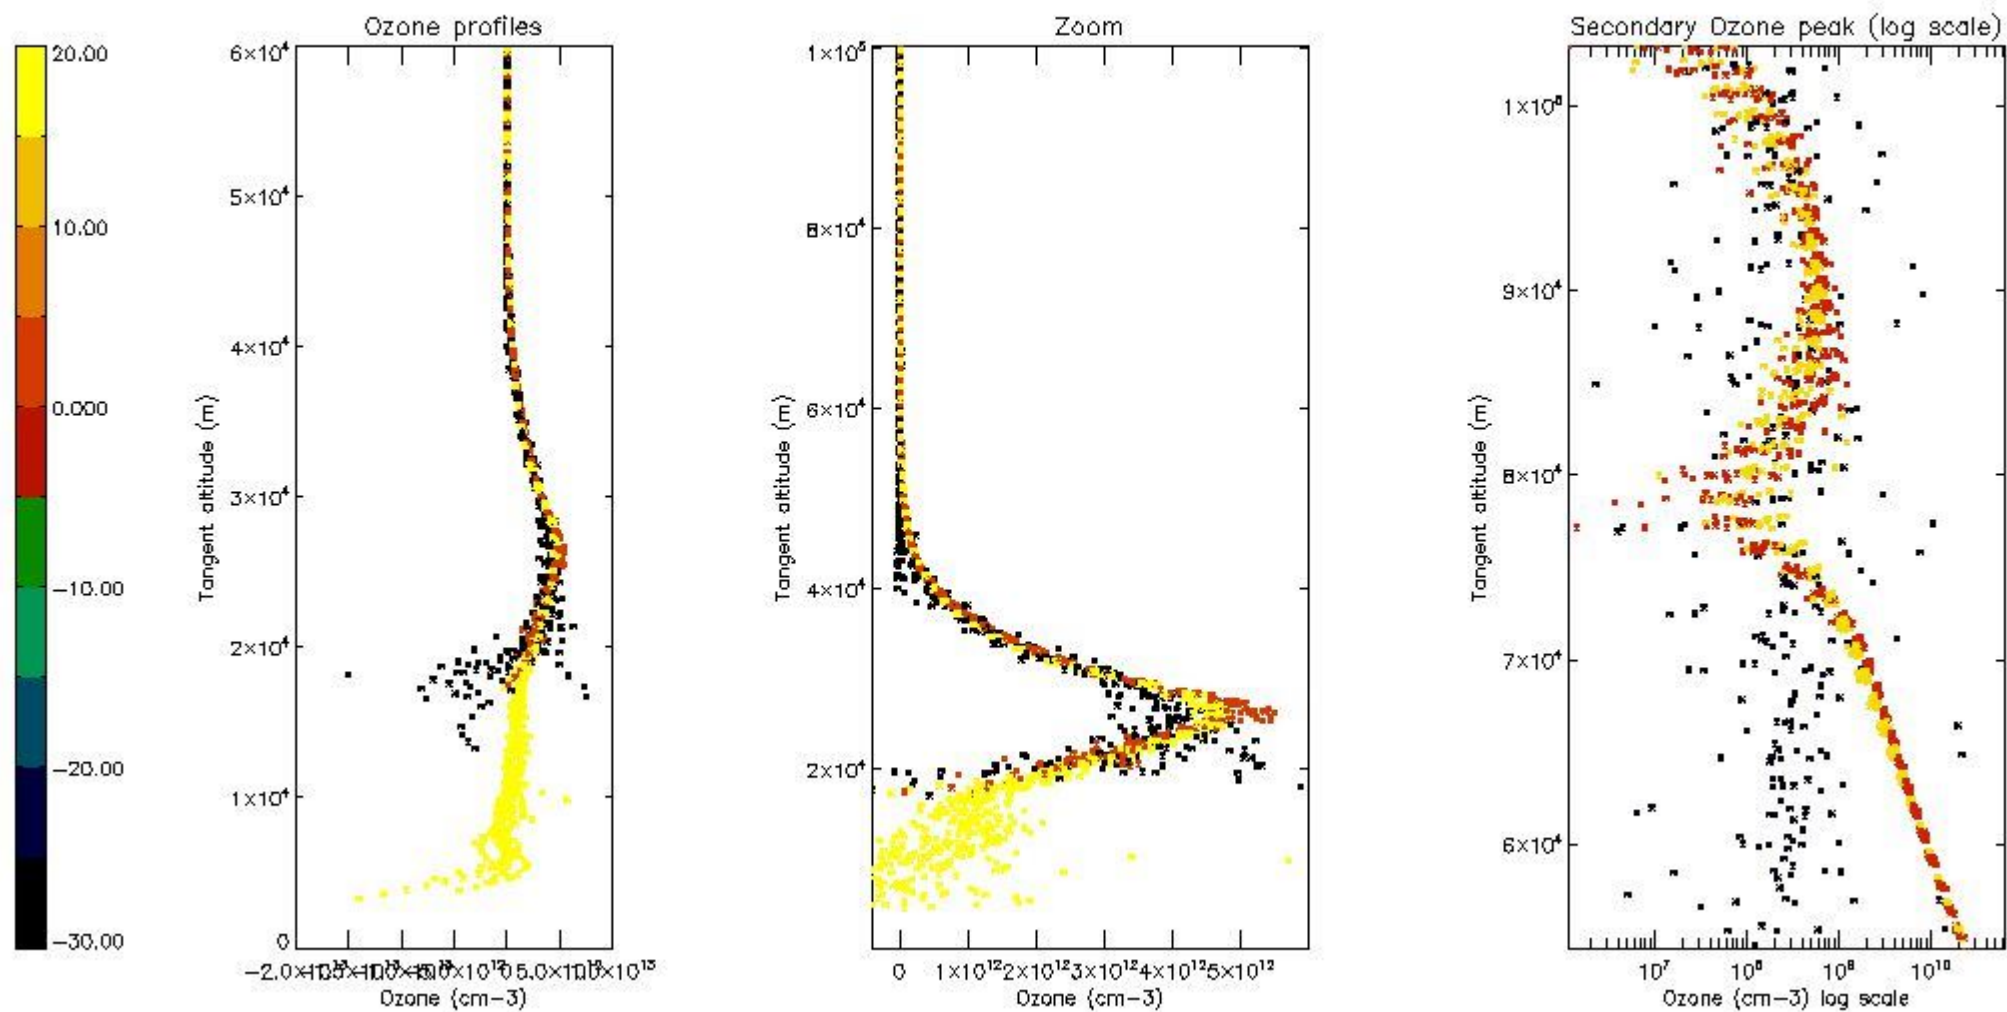 Ozone profiles
Zoom
Secondary Ozone peak (log scale)
20.00
10.00
0.000
-10.00
-20.00
-30.00
6×10⁴
5×10⁴
4×10⁴
3×10⁴
2×10⁴
1×10⁴
0
Tangent altitude (m)
5.0×10¹²
Ozone (cm-3)
1×10⁵
8×10⁴
6×10⁴
4×10⁴
2×10⁴
Tangent altitude (m)
0 1×10¹² 2×10¹² 3×10¹² 4×10¹² 5×10¹²
Ozone (cm-3)
9×10⁴
8×10⁴
7×10⁴
6×10⁴
Tangent altitude (m)
10⁷ 10⁸ 10⁹ 10¹⁰
Ozone (cm-3) log scale